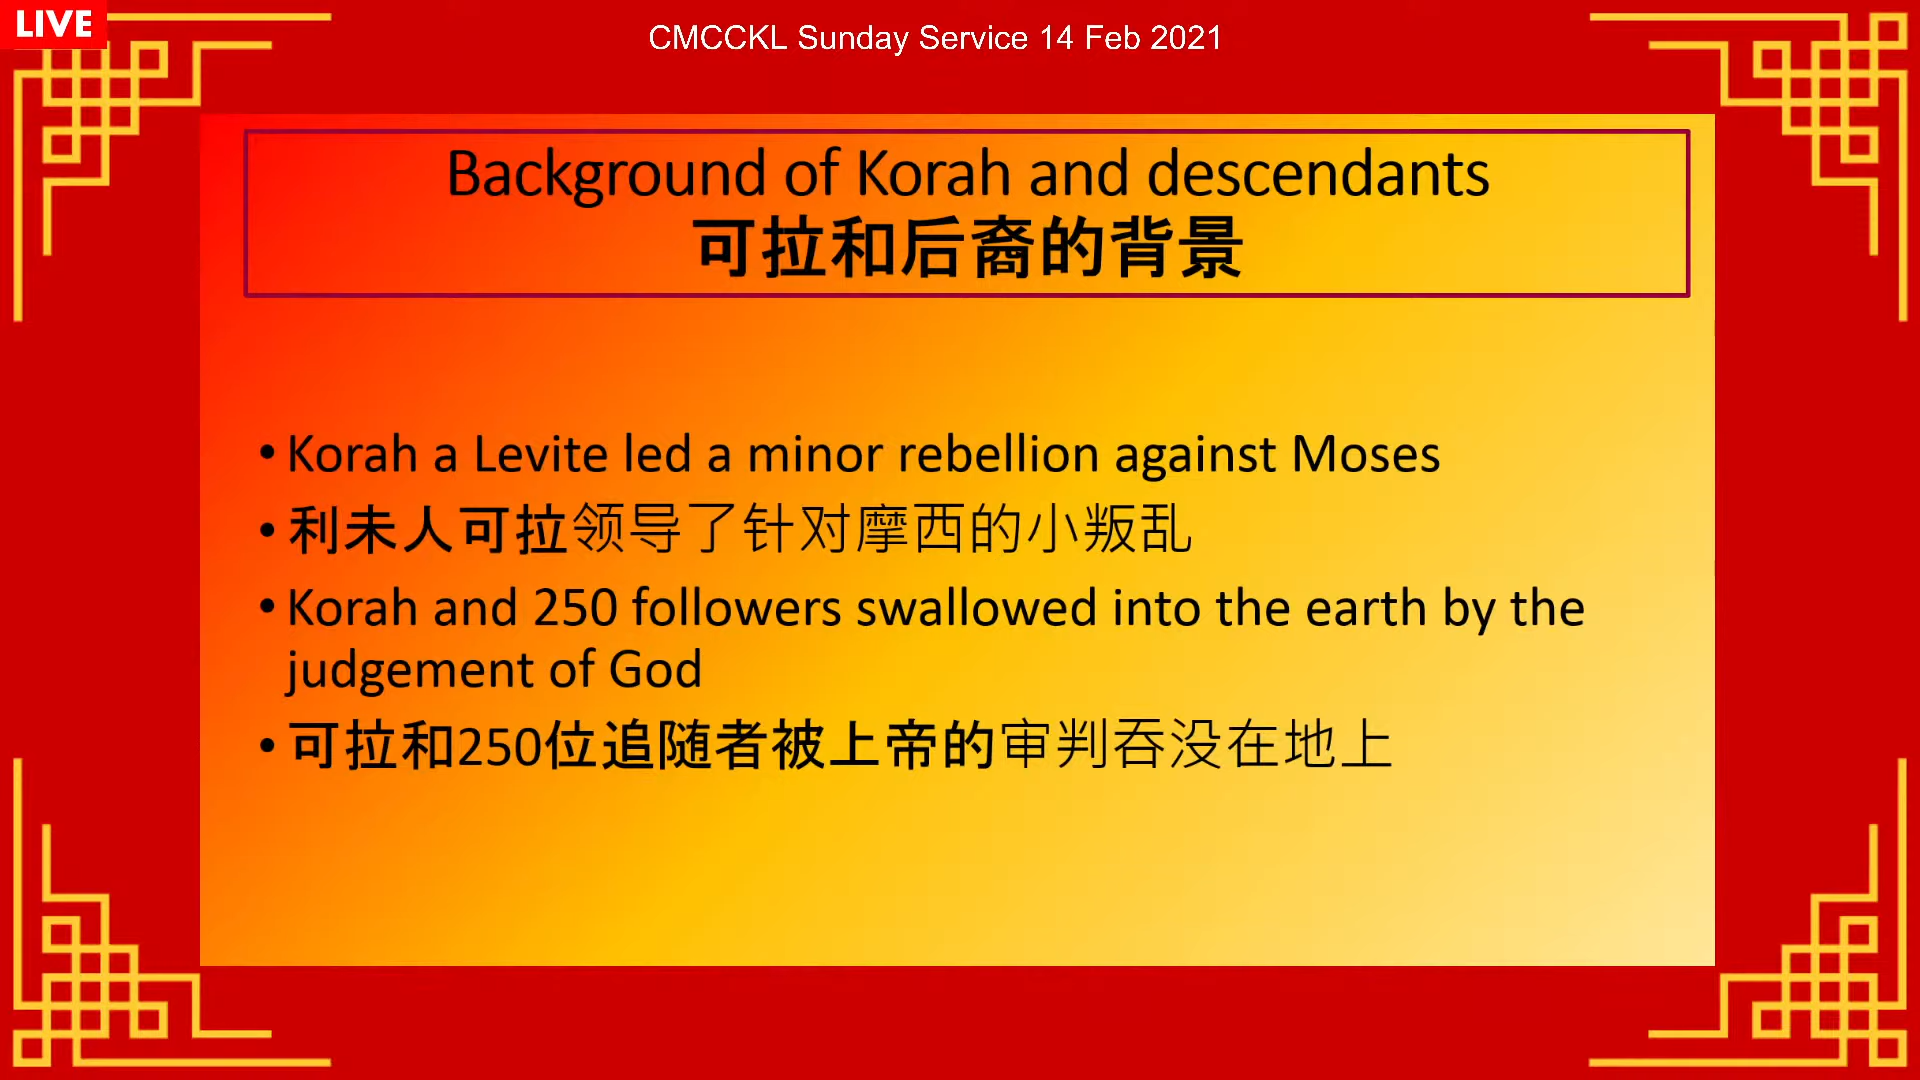 LIVE
CMCCKL Sunday Service 14 Feb 2021
Background of Korah and descendants
可拉和后裔的背景
• Korah a Levite led a minor rebellion against Moses
• 利未人可拉领导了针对摩西的小叛乱
• Korah and 250 followers swallowed into the earth by the
judgement of God
• 可拉和250位追随者被上帝的审判吞没在地上